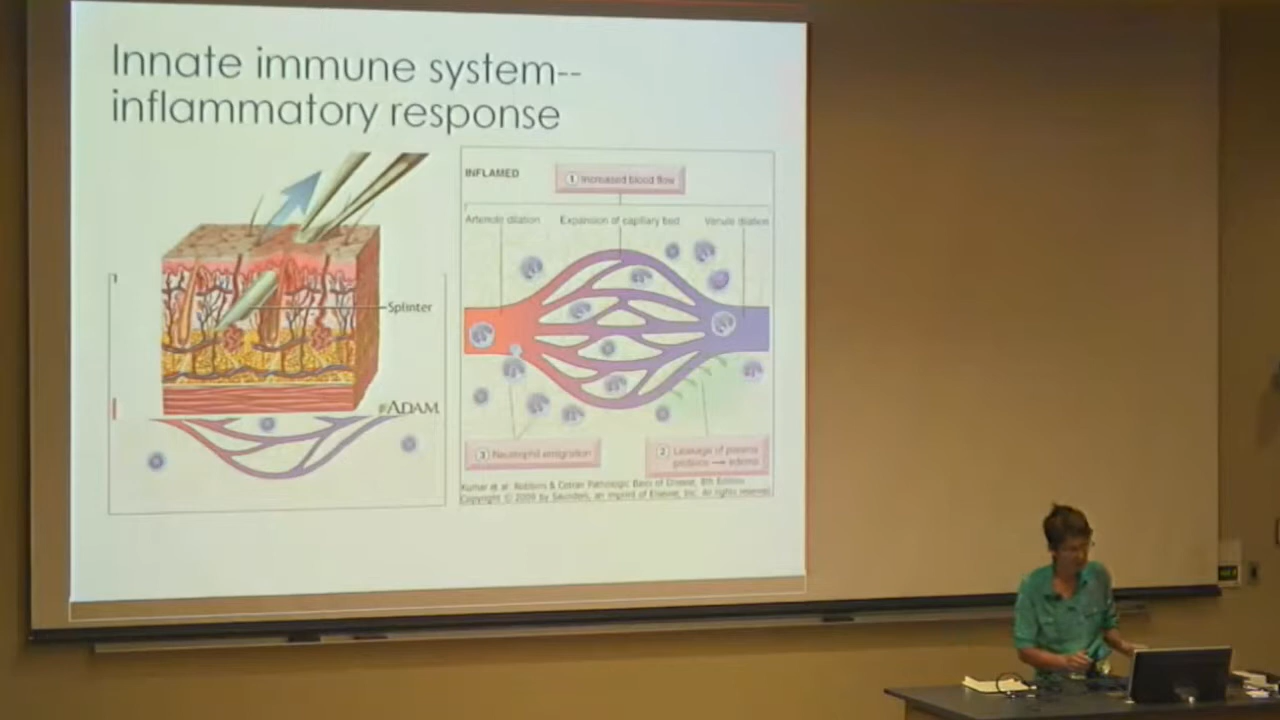 Innate immune system--
inflammatory response
INFLAMED
1 Increased blood flow
Arteriole dilation
Expansion of capillary bed
Venule dilation
Splinter
ADAM
3 Neutrophil emigration
2 Leakage of plasma
proteins → edema
Kumar et al: Robbins & Cotran Pathologic Basis of Disease, 8th Edition
Copyright © 2009 by Saunders, an imprint of Elsevier, Inc. All rights reserved